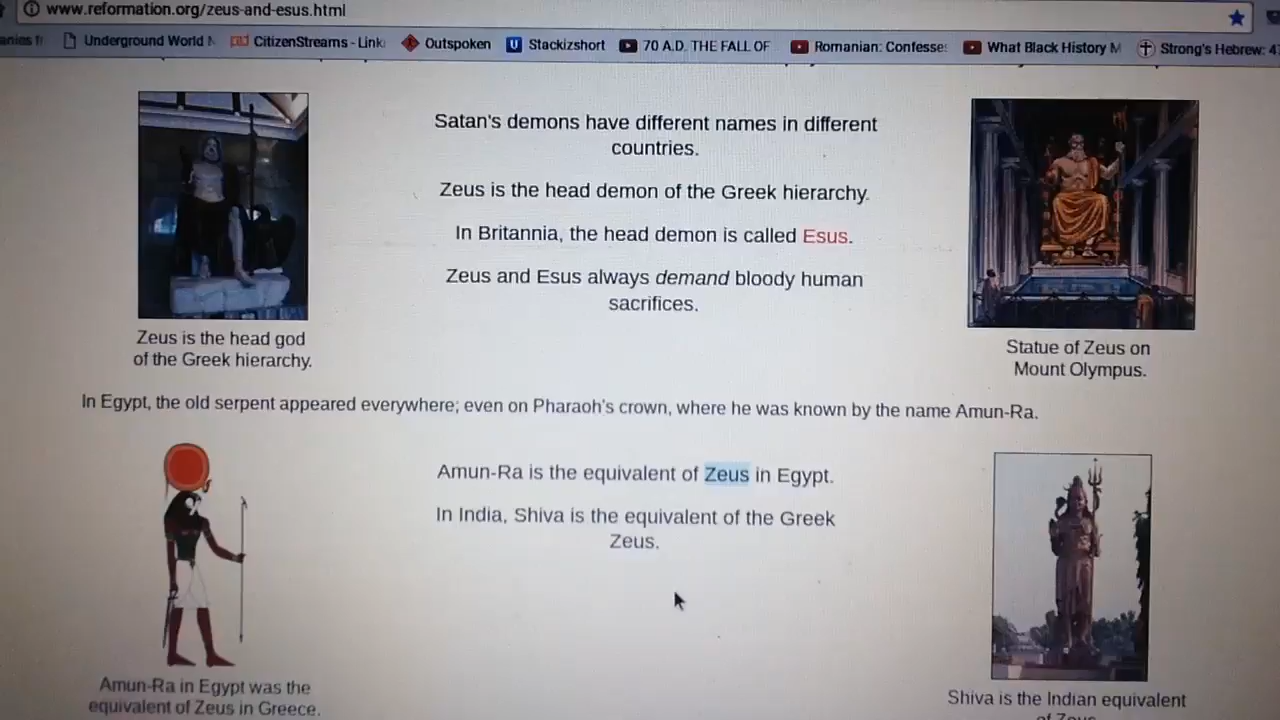 www.reformation.org/zeus-and-esus.html
Underground World
CitizenStreams - Link
Outspoken
Stackizshort
70 A.D. THE FALL OF
Romanian: Confesse
What Black History M
Strong's Hebrew: 4
Satan's demons have different names in different
countries.
Zeus is the head demon of the Greek hierarchy.
In Britannia, the head demon is called Esus.
Zeus and Esus always demand bloody human
sacrifices.
Zeus is the head god
of the Greek hierarchy.
Statue of Zeus on
Mount Olympus.
In Egypt, the old serpent appeared everywhere; even on Pharaoh's crown, where he was known by the name Amun-Ra.
Amun-Ra is the equivalent of Zeus in Egypt.
In India, Shiva is the equivalent of the Greek
Zeus.
Amun-Ra in Egypt was the
equivalent of Zeus in Greece.
Shiva is the Indian equivalent
of Zeus